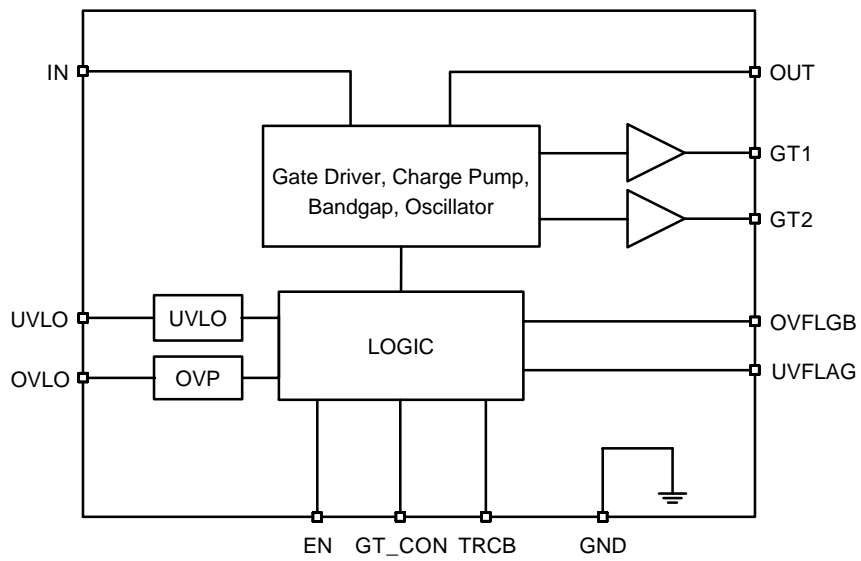 IN
OUT
GT1
Gate Driver, Charge Pump,
Bandgap, Oscillator
GT2
UVLO
UVLO
LOGIC
OVFLGB
OVLO
OVP
UVFLAG
EN
GT_CON
TRCB
GND